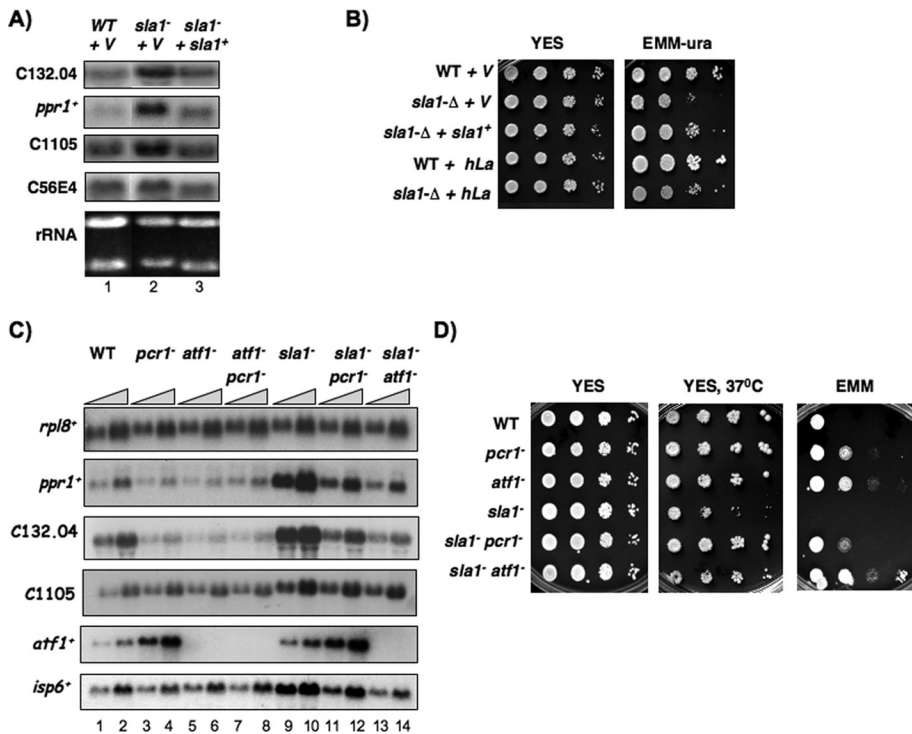 A)
WT sla1- sla1-
+ V + V + sla1+
C132.04
ppr1+
C1105
C56E4
rRNA
1 2 3
B)
YES EMM-ura
WT + V
sla1-Δ + V
sla1-Δ + sla1+
WT + hLa
sla1-Δ + hLa
C)
WT pcr1- atf1- atf1- sla1- sla1- sla1-
pcr1- pcr1- atf1-
rpl8+
ppr1+
C132.04
C1105
atf1+
isp6+
1 2 3 4 5 6 7 8 9 10 11 12 13 14
D)
YES YES, 37⁰C EMM
WT
pcr1-
atf1-
sla1-
sla1- pcr1-
sla1- atf1-